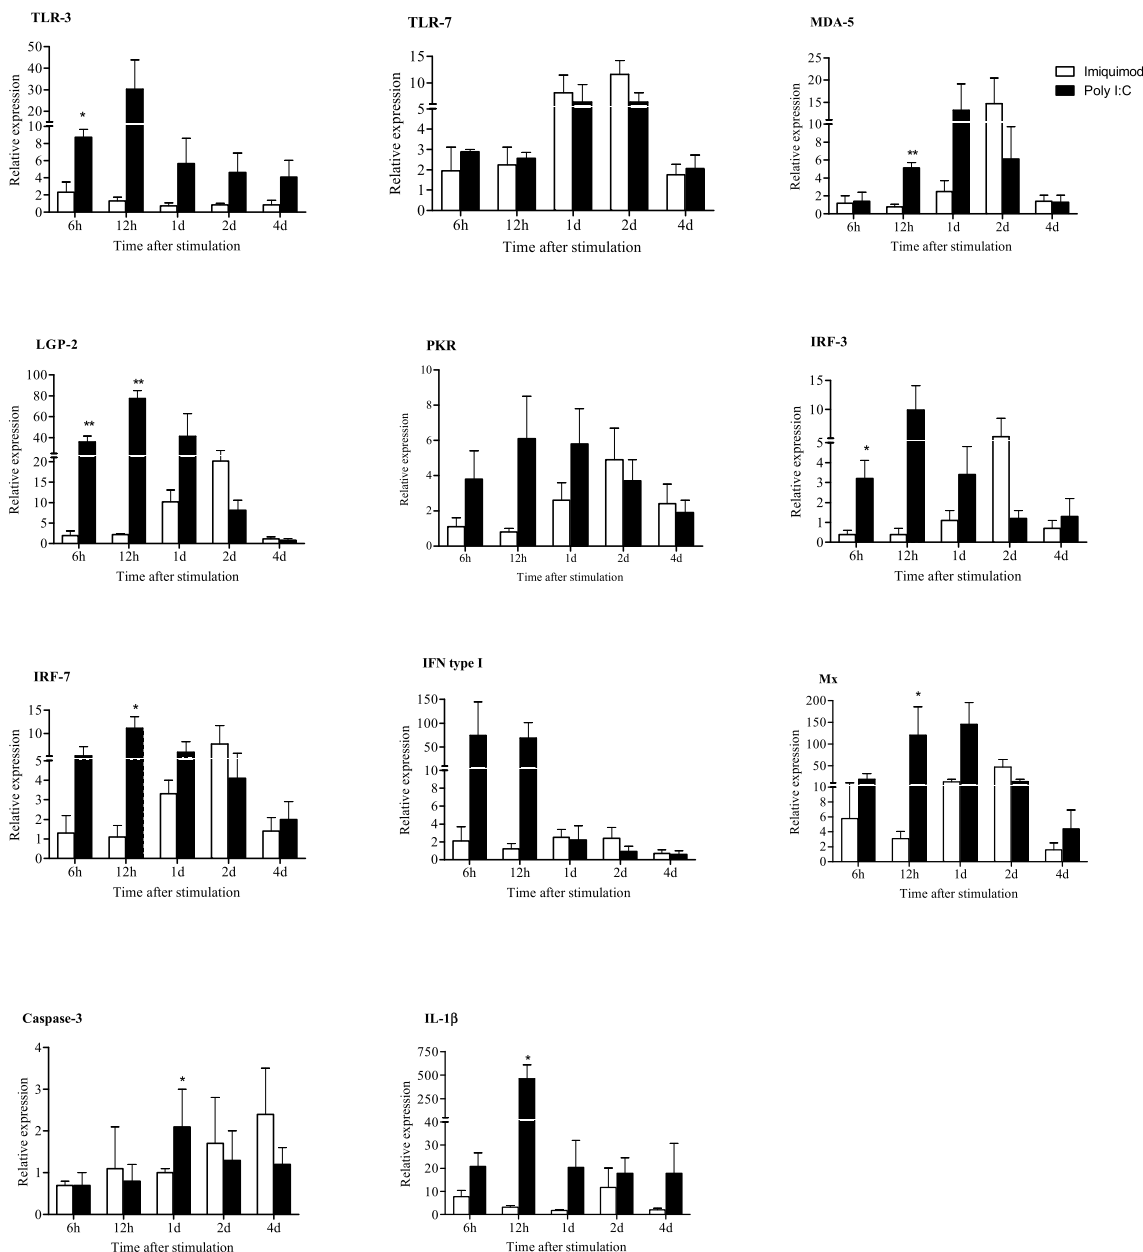 TLR-3
Relative expression
50
40
30
20
10
8
6
4
2
0
*
6h 12h 1d 2d 4d
Time after stimulation
TLR-7
Relative expression
15
10
5
4
3
2
1
0
6h 12h 1d 2d 4d
Time after stimulation
MDA-5
Relative expression
25
20
15
10
8
6
4
2
0
**
6h 12h 1d 2d 4d
Time after stimulation
Imiquimod
Poly I:C
LGP-2
Relative expression
100
80
60
40
20
15
10
5
0
** **
6h 12h 1d 2d 4d
Time after stimulation
PKR
Relative expression
10
8
6
4
2
0
6h 12h 1d 2d 4d
Time after stimulation
IRF-3
Relative expression
15
10
5
4
3
2
1
0
*
6h 12h 1d 2d 4d
Time after stimulation
IRF-7
Relative expression
15
10
5
4
3
2
1
0
*
6h 12h 1d 2d 4d
Time after stimulation
IFN type I
Relative expression
150
100
50
10
8
6
4
2
0
6h 12h 1d 2d 4d
Time after stimulation
Mx
Relative expression
200
150
100
50
10
8
6
4
2
0
*
6h 12h 1d 2d 4d
Time after stimulation
Caspase-3
Relative expression
4
3
2
1
0
*
6h 12h 1d 2d 4d
Time after stimulation
IL-1β
Relative expression
750
500
250
40
30
20
10
0
*
6h 12h 1d 2d 4d
Time after stimulation